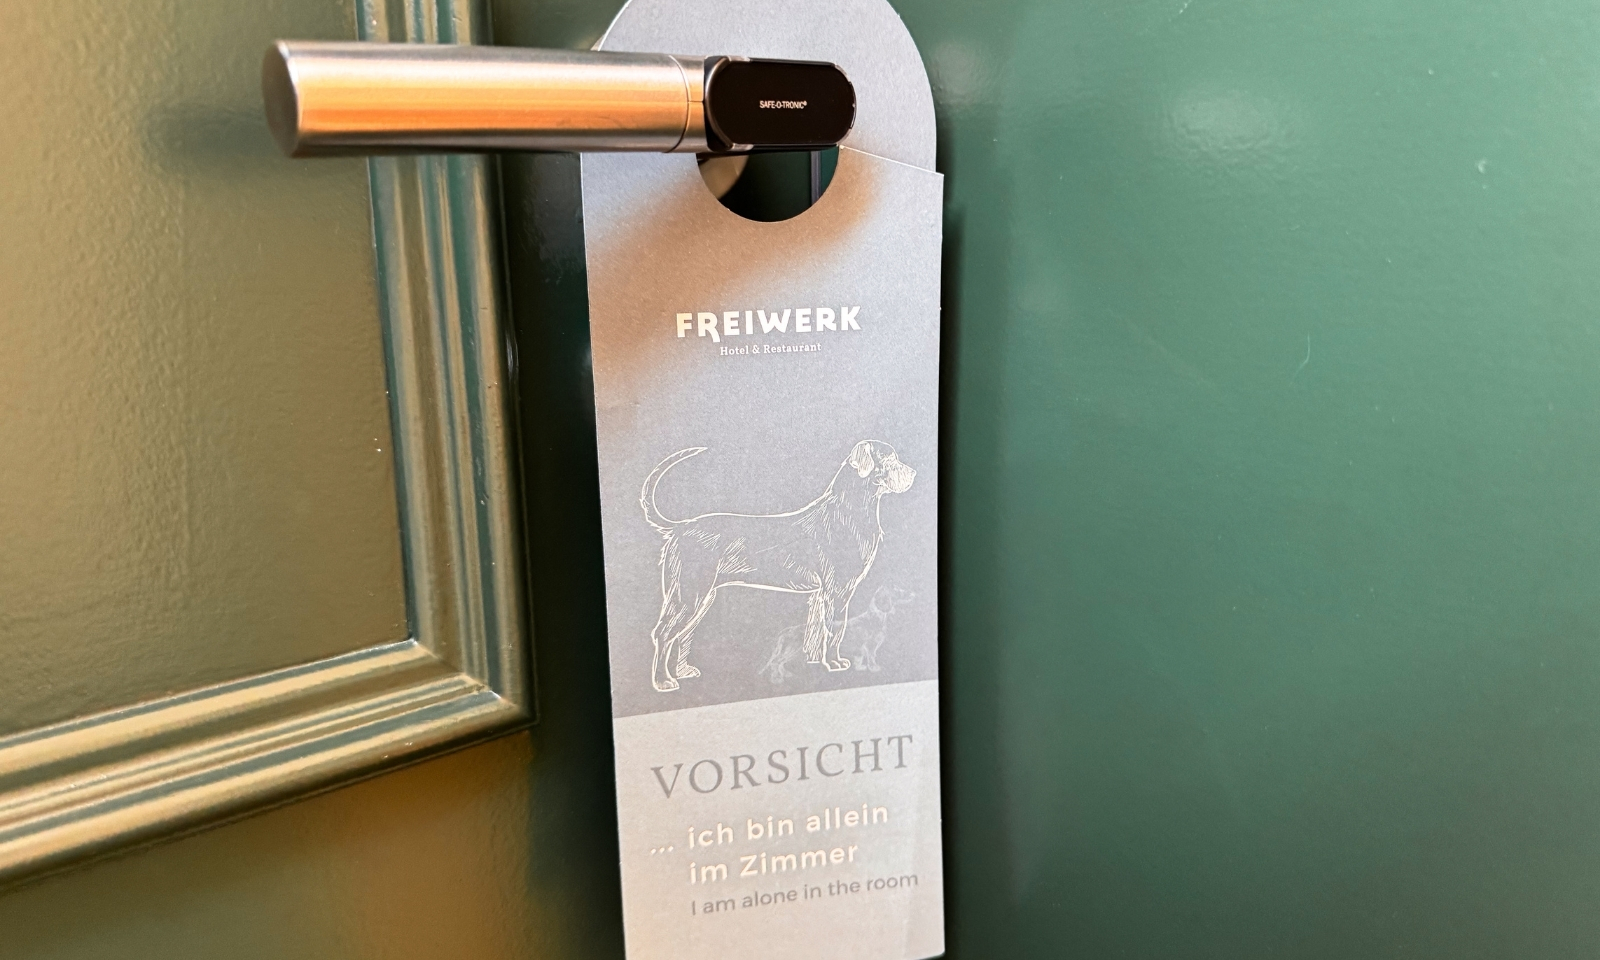 SAFE-O-TRONIC®
FREIWERK
Hotel & Restaurant
VORSICHT
... ich bin allein
im Zimmer
I am alone in the room